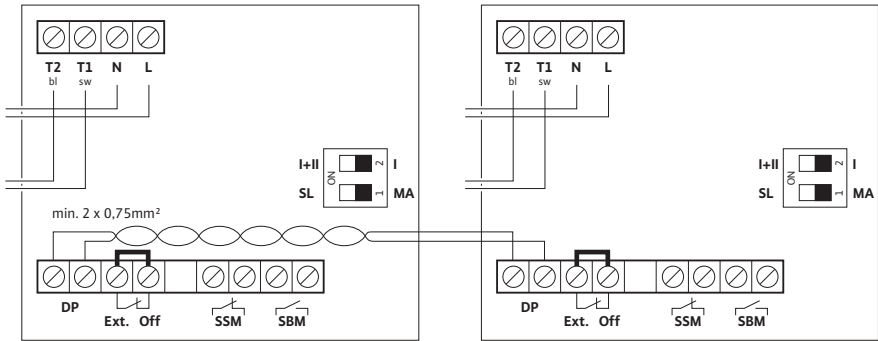 T2 T1 N L
bl sw
I+II 2 I
ON
SL 1 MA
min. 2 x 0,75mm²
DP
Ext. Off SSM SBM
T2 T1 N L
bl sw
I+II 2 I
ON
SL 1 MA
DP
Ext. Off SSM SBM